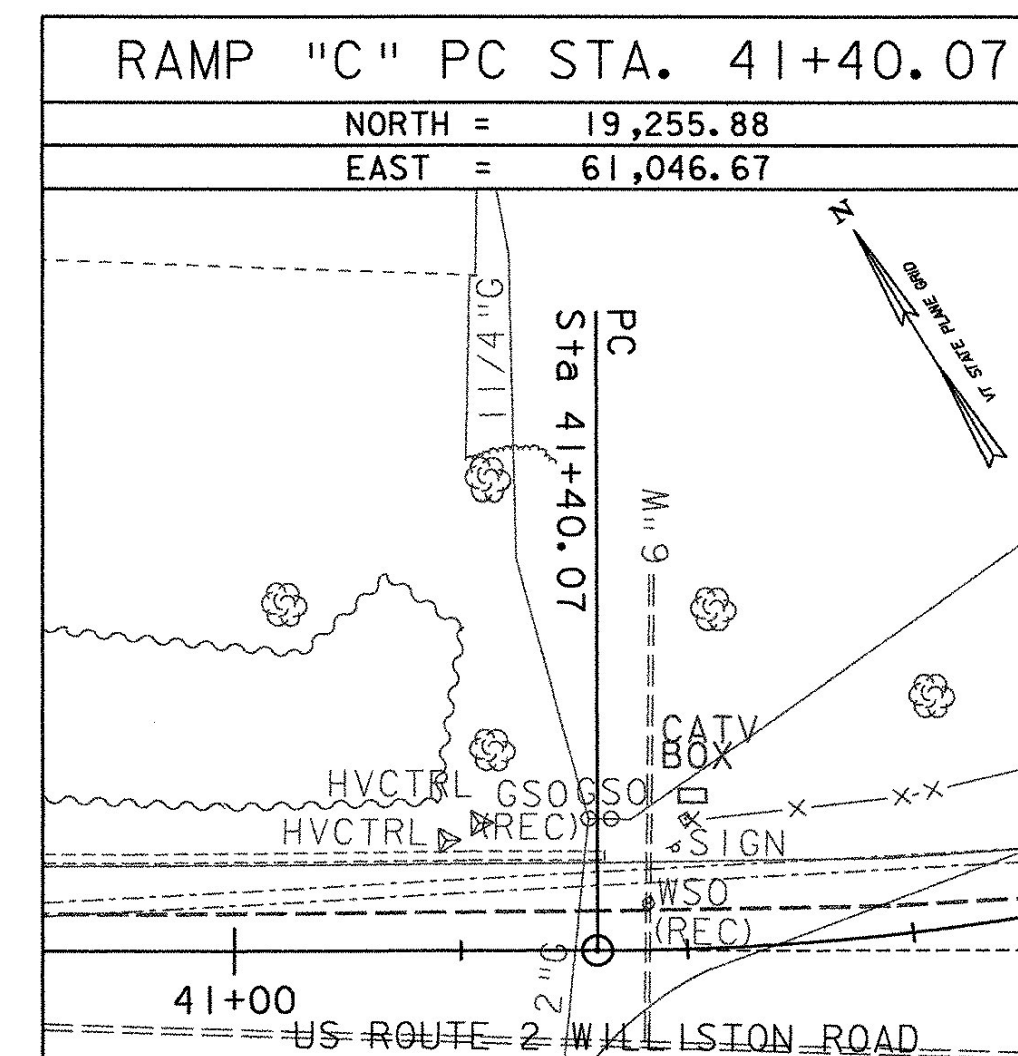 RAMP "C" PC STA. 41+40.07
NORTH = 19,255.88
EAST = 61,046.67
N
VT STATE PLANE GRID
1 1/4 "G
PC
Sta 41+40.07
6 "W
CATV
BOX
HVCTRL
GSO
GSO
(REC)
HVCTRL
SIGN
WSO
(REC)
2 "G
41+00
US ROUTE 2 WILLISTON ROAD